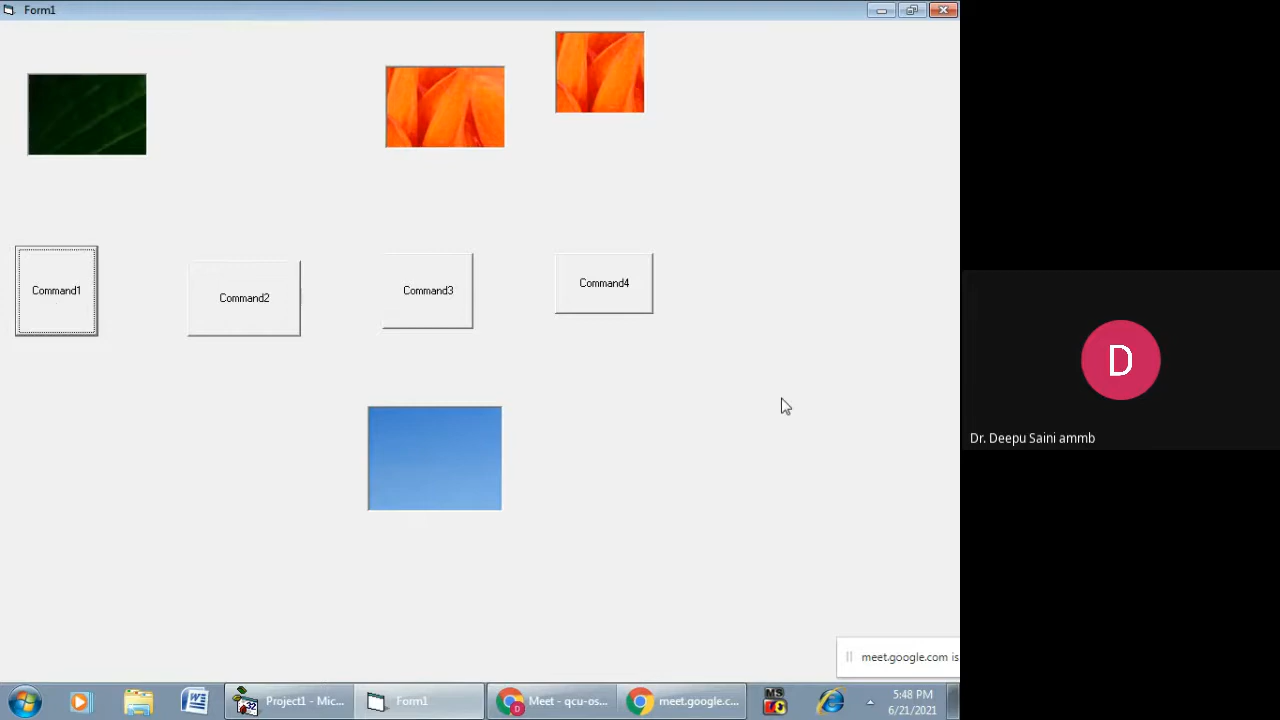 Form1
Command1
Command2
Command3
Command4
D
Dr. Deepu Saini ammb
meet.google.com is
Project1 - Mic...
Form1
Meet - qcu-os...
meet.google.c...
MS
5:48 PM
6/21/2021